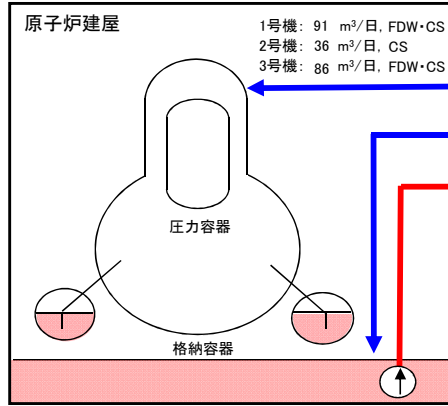 原子炉建屋
1号機: 91 m³/日, FDW・CS
2号機: 36 m³/日, CS
3号機: 86 m³/日, FDW・CS
圧力容器
格納容器